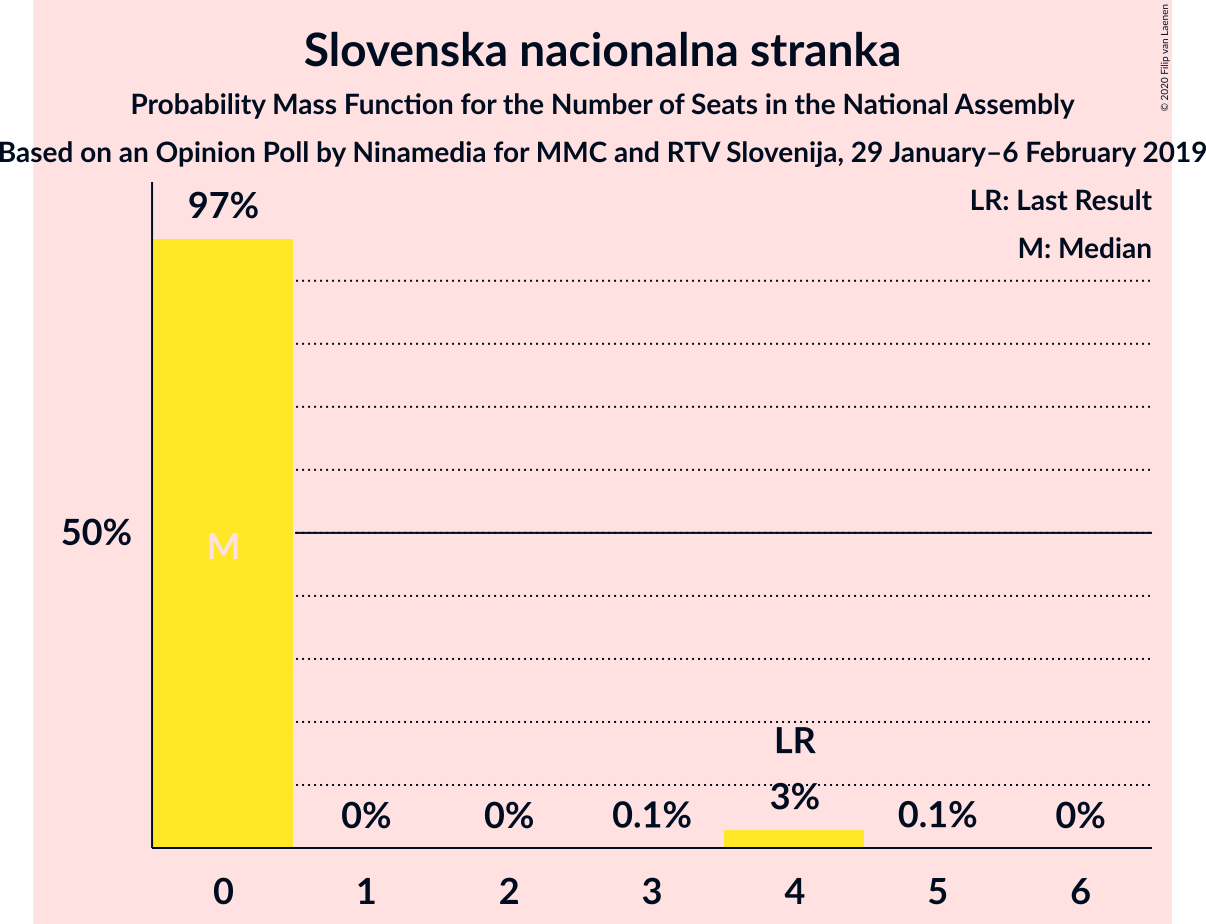 Slovenska nacionalna stranka
Probability Mass Function for the Number of Seats in the National Assembly
Based on an Opinion Poll by Ninamedia for MMC and RTV Slovenija, 29 January–6 February 2019
© 2020 Filip van Laenen
LR: Last Result
M: Median
97%
50%
M
LR
0% 0% 0.1% 3% 0.1% 0%
0 1 2 3 4 5 6